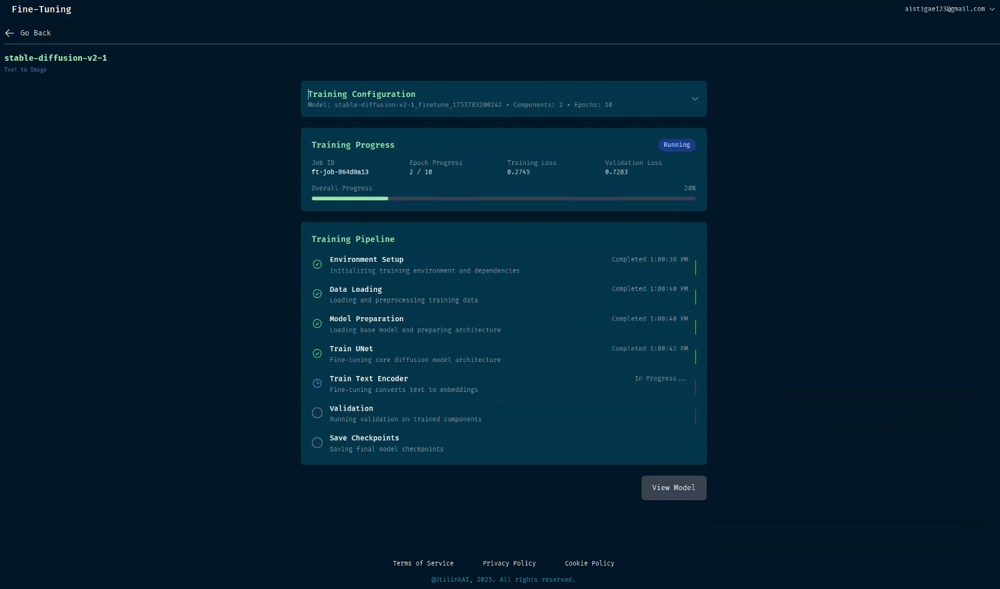 Fine-Tuning
aistigae123@gmail.com
Go Back
stable-diffusion-v2-1
Text to Image
Training Configuration
Model: stable-diffusion-v2-1_finetune_1753783200242 • Components: 2 • Epochs: 10
Training Progress
Running
Job ID
Epoch Progress
Training Loss
Validation Loss
ft-job-864d0a13
2 / 10
0.2745
0.7283
Overall Progress
20%
Training Pipeline
Environment Setup
Completed 1:00:38 PM
Initializing training environment and dependencies
Data Loading
Completed 1:00:40 PM
Loading and preprocessing training data
Model Preparation
Completed 1:00:40 PM
Loading base model and preparing architecture
Train UNet
Completed 1:00:42 PM
Fine-tuning core diffusion model architecture
Train Text Encoder
In Progress...
Fine-tuning converts text to embeddings
Validation
Running validation on trained components
Save Checkpoints
Saving final model checkpoints
View Model
Terms of Service
Privacy Policy
Cookie Policy
@UtilinkAI, 2025. All rights reserved.